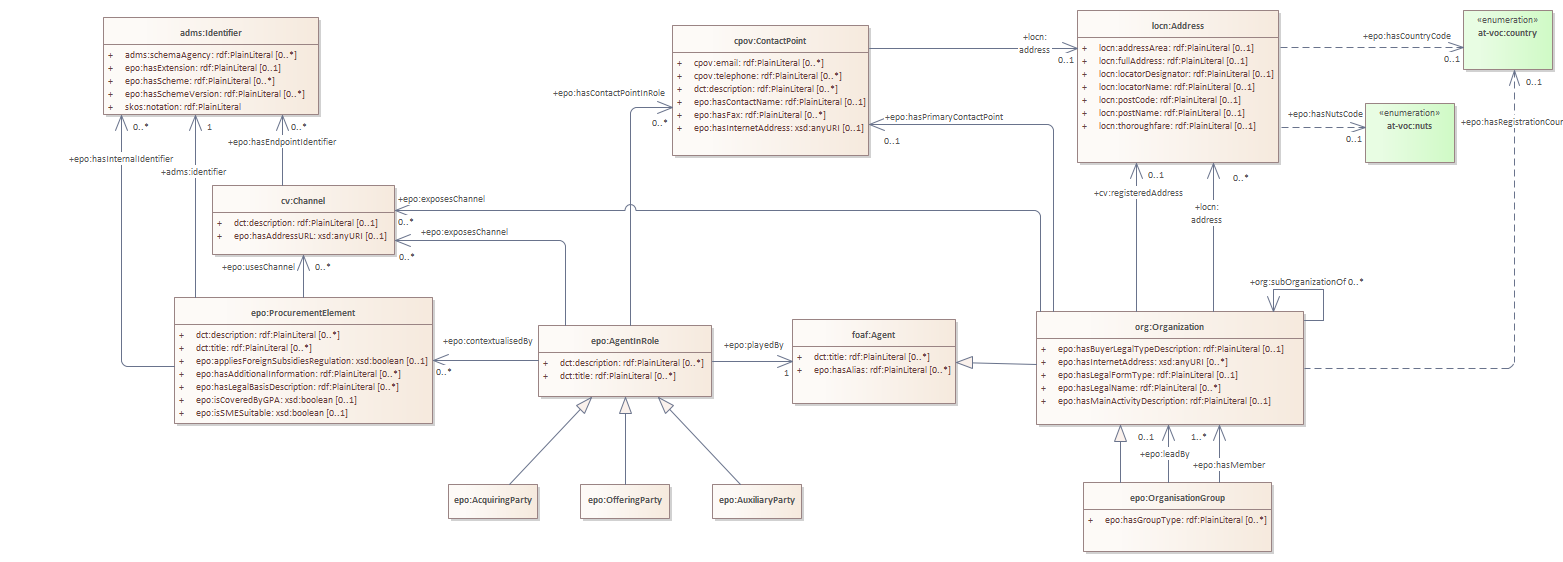 adms:Identifier
+ adms:schemaAgency: rdf:PlainLiteral [0..*]
+ epo:hasExtension: rdf:PlainLiteral [0..1]
+ epo:hasScheme: rdf:PlainLiteral [0..*]
+ epo:hasSchemeVersion: rdf:PlainLiteral [0..*]
+ skos:notation: rdf:PlainLiteral
cpov:ContactPoint
+ cpov:email: rdf:PlainLiteral [0..*]
+ cpov:telephone: rdf:PlainLiteral [0..*]
+ dct:description: rdf:PlainLiteral [0..*]
+ epo:hasContactName: rdf:PlainLiteral [0..1]
+ epo:hasFax: rdf:PlainLiteral [0..*]
+ epo:hasInternetAddress: xsd:anyURI [0..1]
+locn:
address
0..1
locn:Address
+ locn:addressArea: rdf:PlainLiteral [0..1]
+ locn:fullAddress: rdf:PlainLiteral [0..1]
+ locn:locatorDesignator: rdf:PlainLiteral [0..1]
+ locn:locatorName: rdf:PlainLiteral [0..1]
+ locn:postCode: rdf:PlainLiteral [0..1]
+ locn:postName: rdf:PlainLiteral [0..1]
+ locn:thoroughfare: rdf:PlainLiteral [0..1]
+epo:hasCountryCode
0..1
«enumeration»
at-voc:country
+epo:hasNutsCode
0..1
«enumeration»
at-voc:nuts
0..1
+epo:hasRegistrationCour
+epo:hasContactPointInRole
0..*
+epo:hasPrimaryContactPoint
0..1
0..*
+epo:hasInternalIdentifier
1
+adms:identifier
0..*
+epo:hasEndpointIdentifier
cv:Channel
+ dct:description: rdf:PlainLiteral [0..1]
+ epo:hasAddressURL: xsd:anyURI [0..1]
+epo:exposesChannel
0..*
+epo:exposesChannel
0..*
+epo:usesChannel
0..*
0..1
+cv:registeredAddress
0..*
+locn:
address
+org:subOrganizationOf 0..*
epo:ProcurementElement
+ dct:description: rdf:PlainLiteral [0..*]
+ dct:title: rdf:PlainLiteral [0..*]
+ epo:appliesForeignSubsidiesRegulation: xsd:boolean [0..1]
+ epo:hasAdditionalInformation: rdf:PlainLiteral [0..*]
+ epo:hasLegalBasisDescription: rdf:PlainLiteral [0..*]
+ epo:isCoveredByGPA: xsd:boolean [0..1]
+ epo:isSMESuitable: xsd:boolean [0..1]
+epo:contextualisedBy
0..*
epo:AgentInRole
+ dct:description: rdf:PlainLiteral [0..*]
+ dct:title: rdf:PlainLiteral [0..*]
+epo:playedBy
1
foaf:Agent
+ dct:title: rdf:PlainLiteral [0..*]
+ epo:hasAlias: rdf:PlainLiteral [0..*]
org:Organization
+ epo:hasBuyerLegalTypeDescription: rdf:PlainLiteral [0..1]
+ epo:hasInternetAddress: xsd:anyURI [0..*]
+ epo:hasLegalFormType: rdf:PlainLiteral [0..1]
+ epo:hasLegalName: rdf:PlainLiteral [0..*]
+ epo:hasMainActivityDescription: rdf:PlainLiteral [0..1]
0..1
+epo:leadBy
1..*
+epo:hasMember
epo:AcquiringParty
epo:OfferingParty
epo:AuxiliaryParty
epo:OrganisationGroup
+ epo:hasGroupType: rdf:PlainLiteral [0..*]